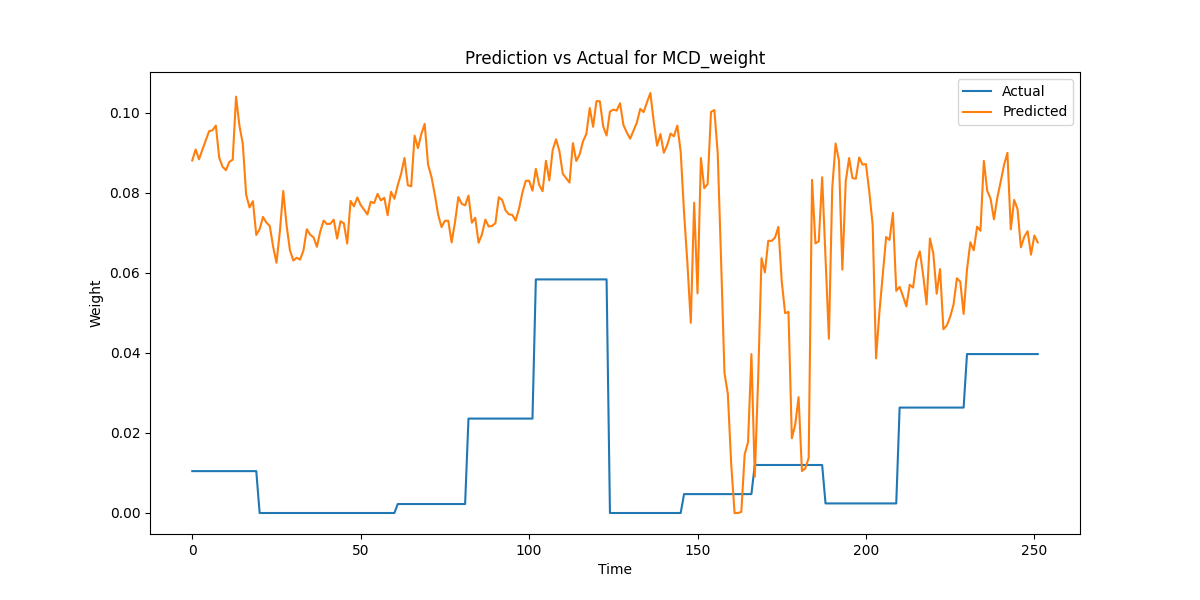 Prediction vs Actual for MCD_weight
Actual
Predicted
0.10
0.08
0.06
0.04
0.02
0.00
Weight
0 50 100 150 200 250
Time